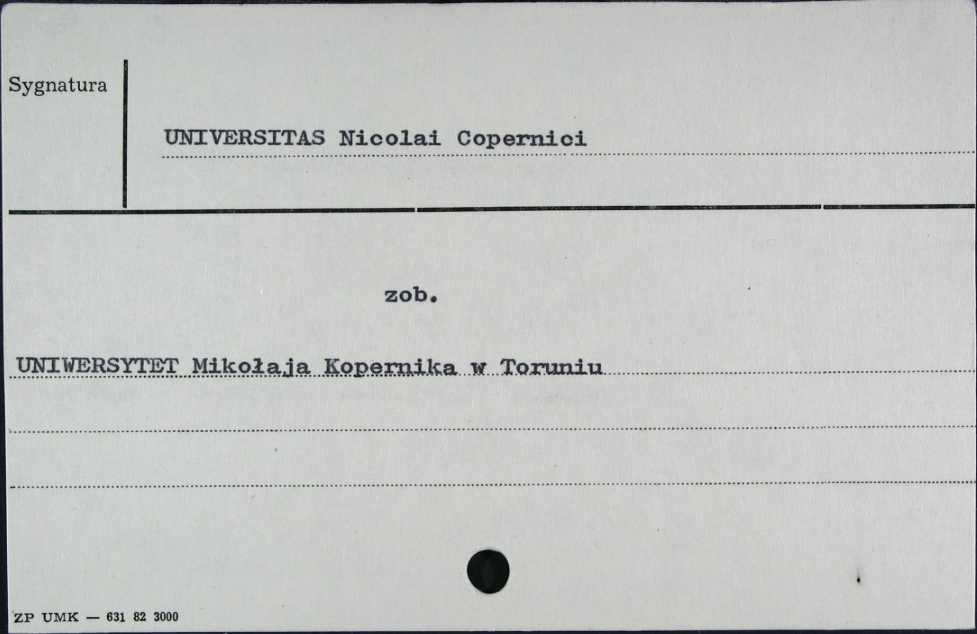 Sygnatura
UNIVERSITAS Nicolai Copernici
zob.
UNIWERSYTET Mikołaja Kopernika w Toruniu
ZP UMK — 631 82 3000